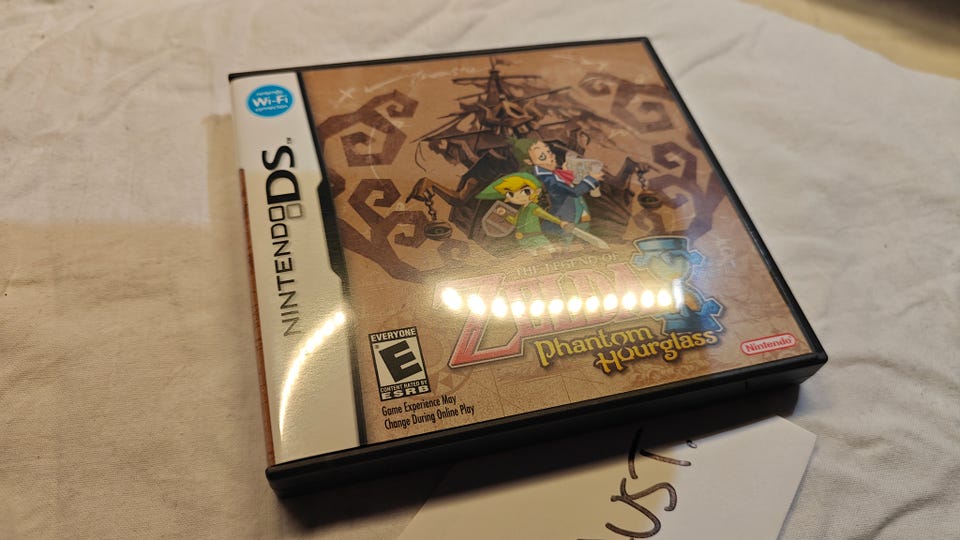 Nintendo
Wi-Fi
connection
NINTENDO DS™
THE LEGEND OF
ZELDA
Phantom
Hourglass
EVERYONE
E
CONTENT RATED BY
ESRB
Game Experience May
Change During Online Play
Nintendo®